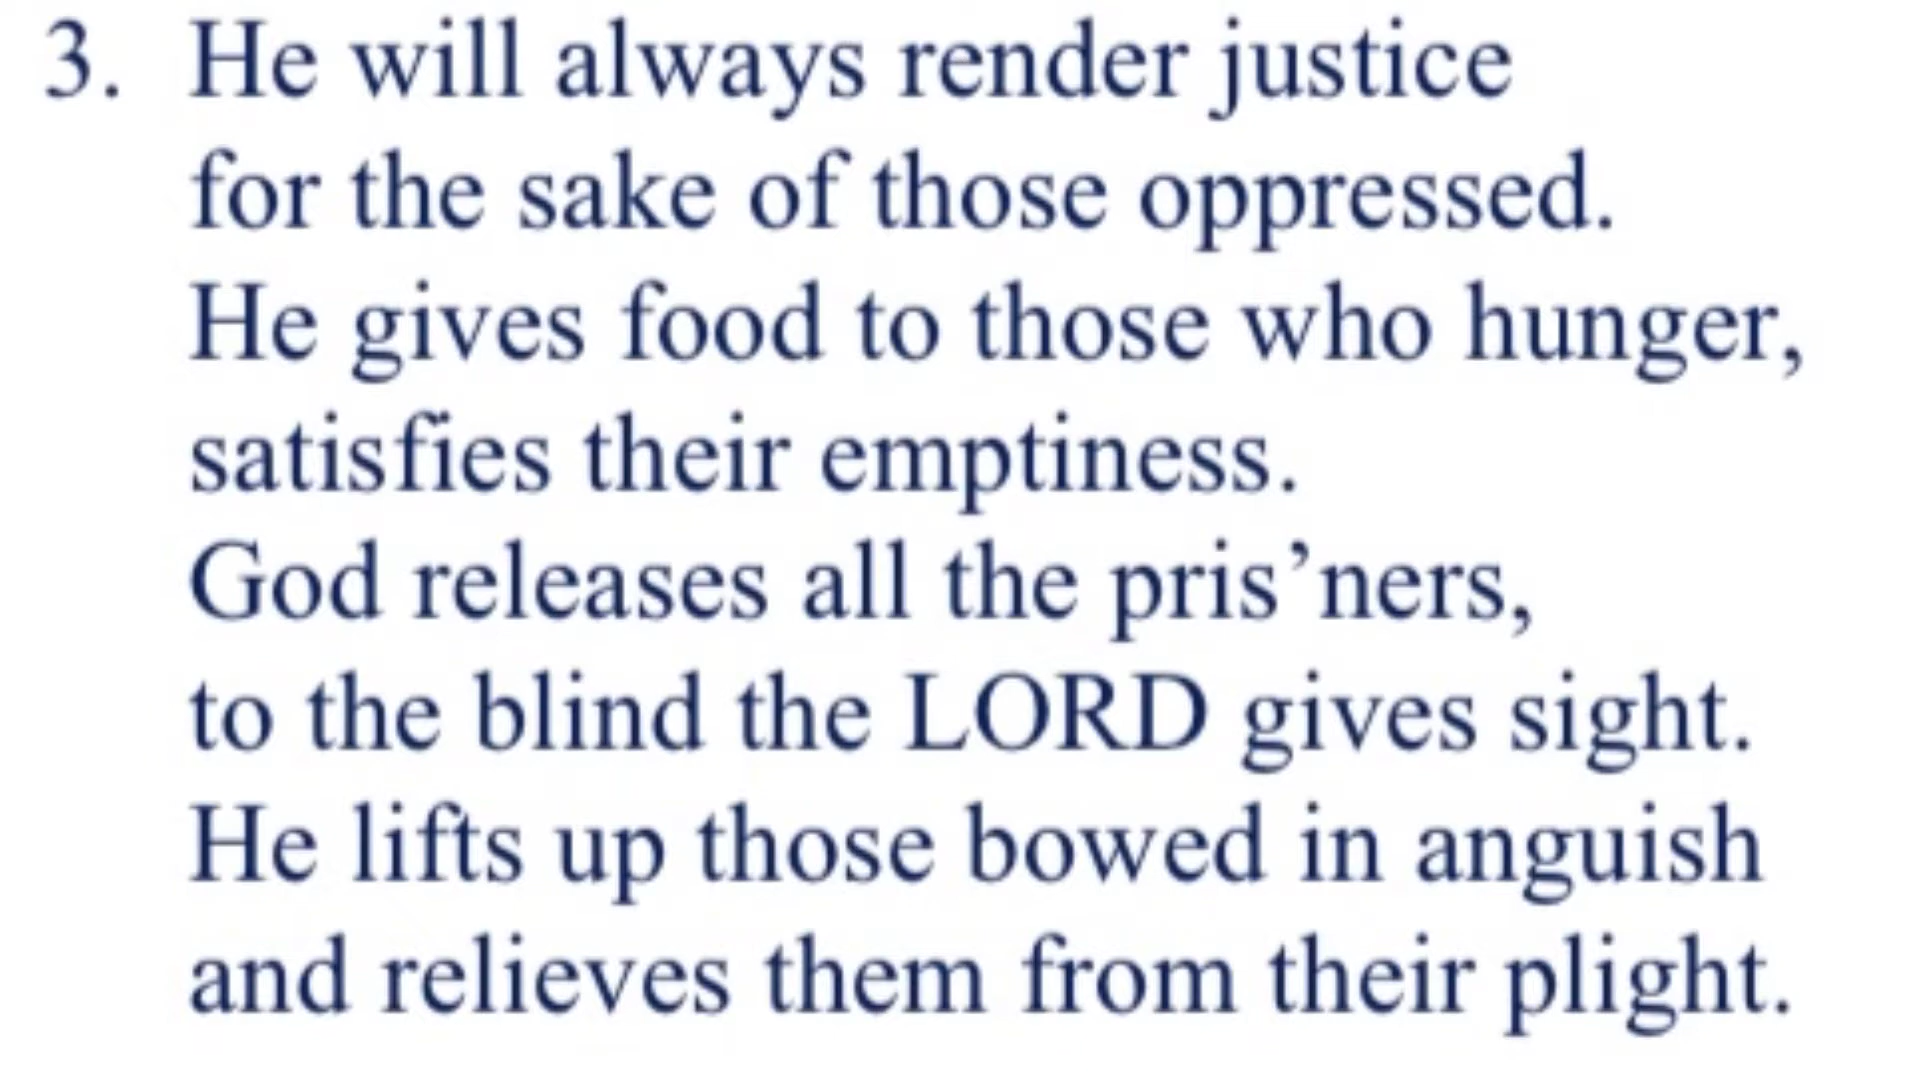 3. He will always render justice
for the sake of those oppressed.
He gives food to those who hunger,
satisfies their emptiness.
God releases all the pris’ners,
to the blind the LORD gives sight.
He lifts up those bowed in anguish
and relieves them from their plight.